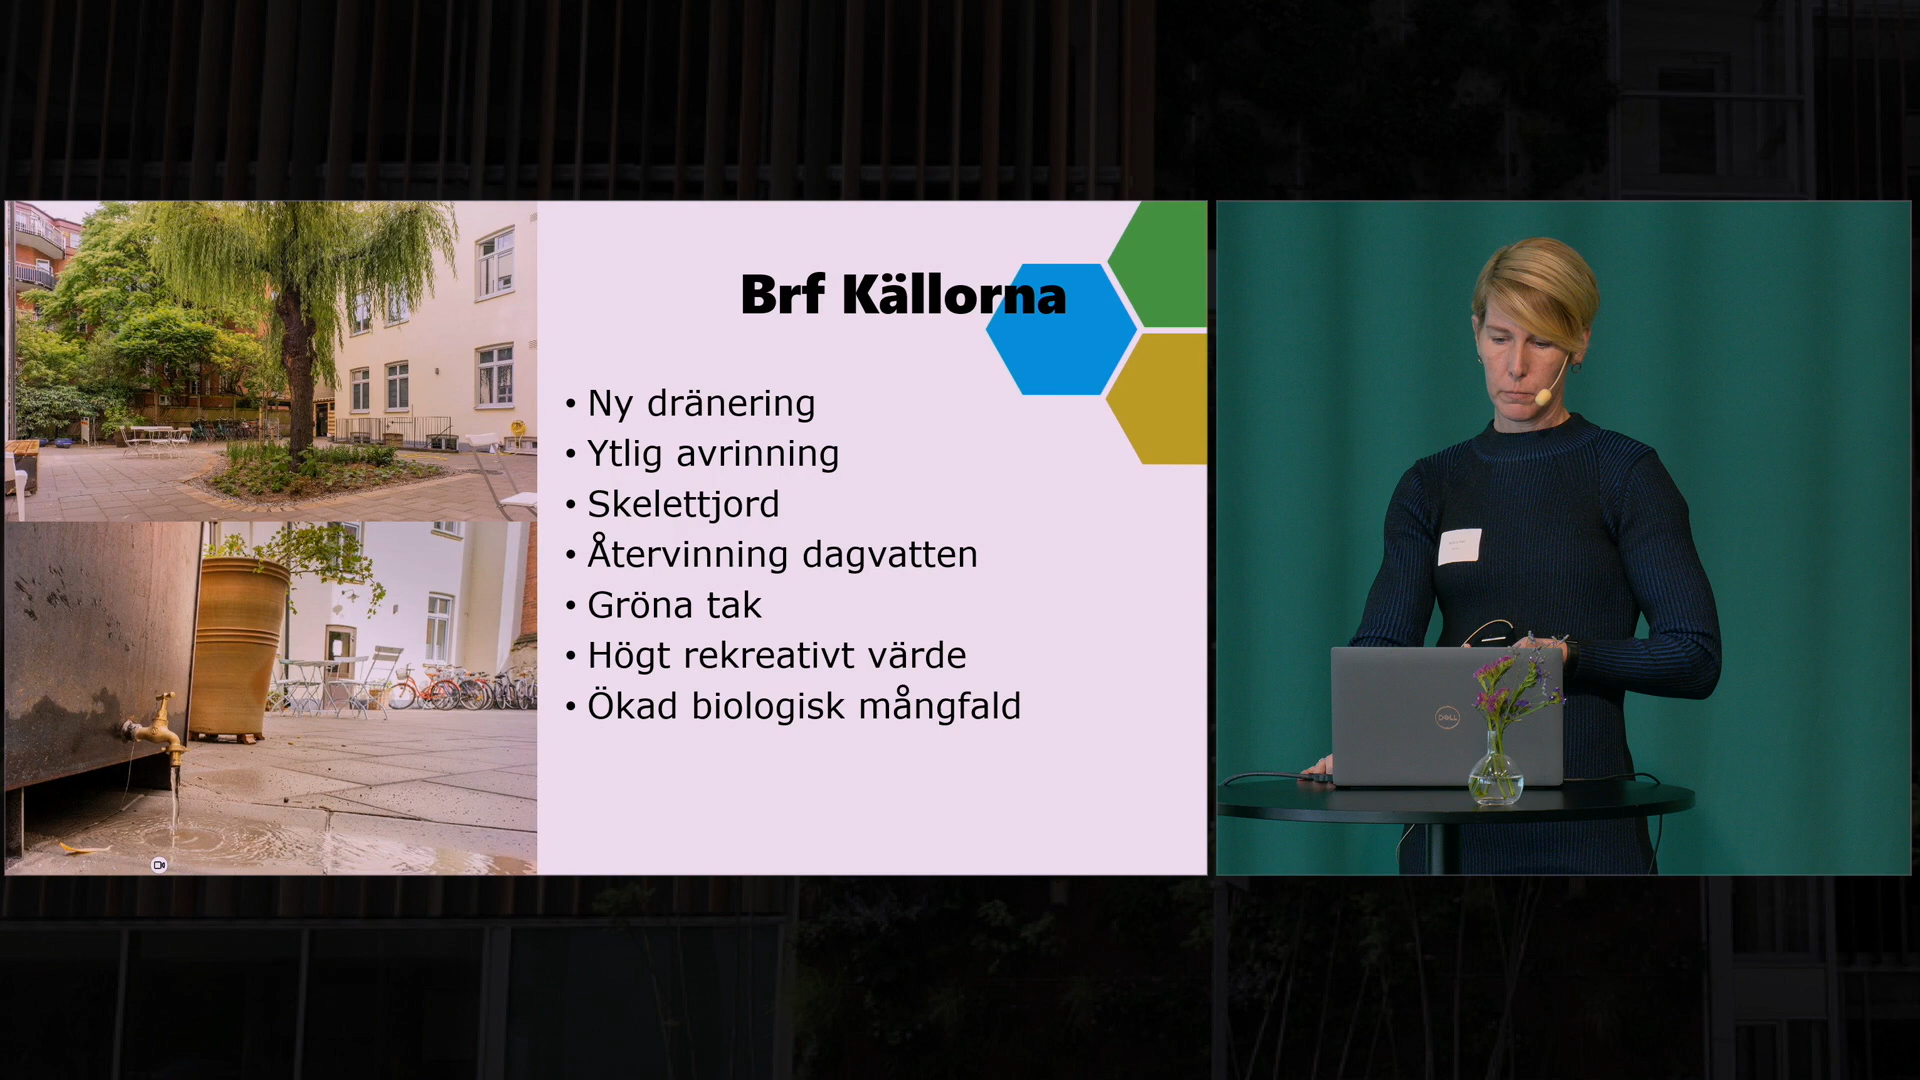 Brf Källorna
• Ny dränering
• Ytlig avrinning
• Skelettjord
• Återvinning dagvatten
• Gröna tak
• Högt rekreativt värde
• Ökad biologisk mångfald
DELL